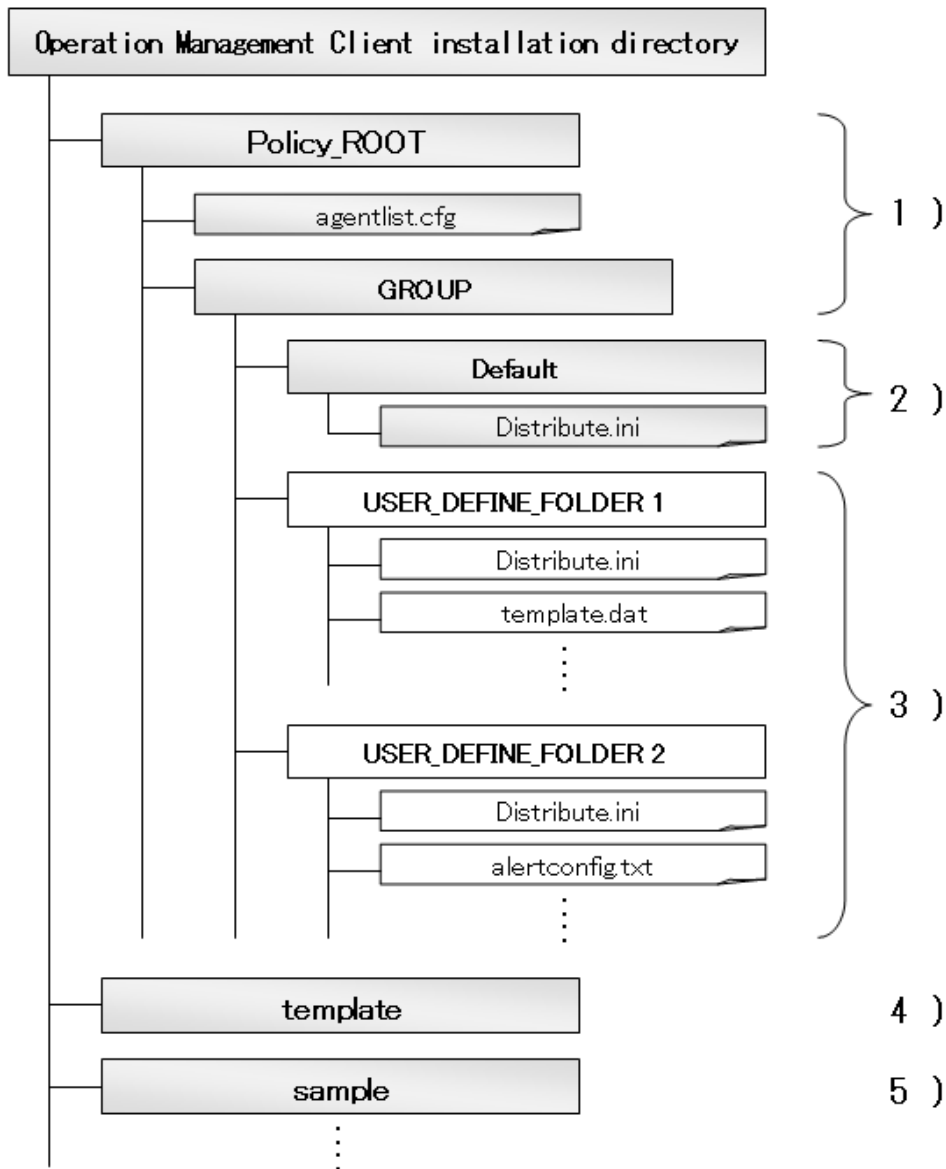 Operation Management Client installation directory
Policy_ROOT
agentlist.cfg
1 )
GROUP
Default
2 )
Distribute.ini
USER_DEFINE_FOLDER 1
Distribute.ini
template.dat
3 )
USER_DEFINE_FOLDER 2
Distribute.ini
alertconfig.txt
template
4 )
sample
5 )